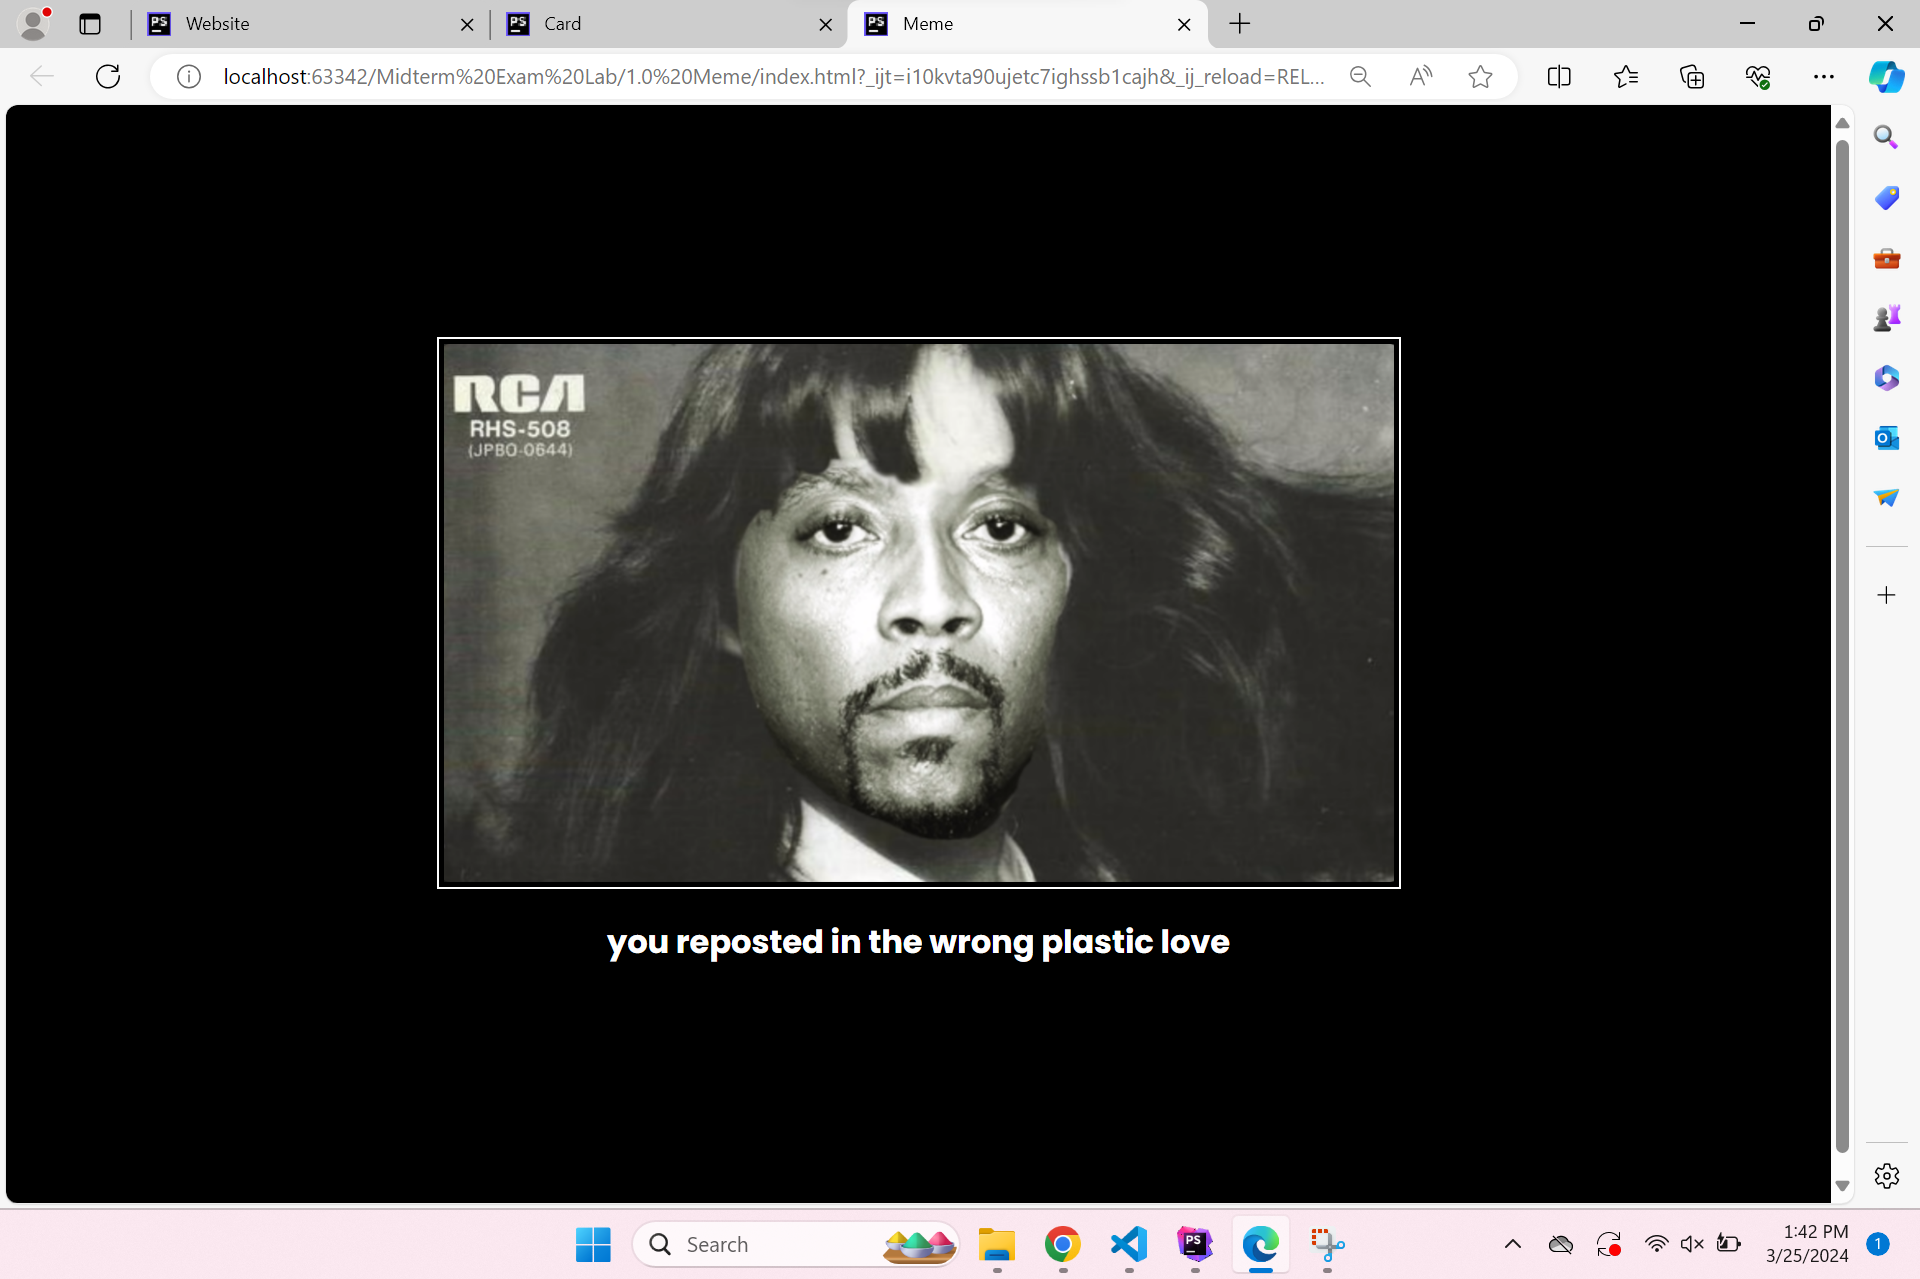 Website
Card
Meme
localhost:63342/Midterm%20Exam%20Lab/1.0%20Meme/index.html?_ijt=i10kvta90ujetc7ighssb1cajh&_ij_reload=REL...
RCA
RHS-508
(JPBO-0644)
you reposted in the wrong plastic love
Search
1:42 PM
3/25/2024
1